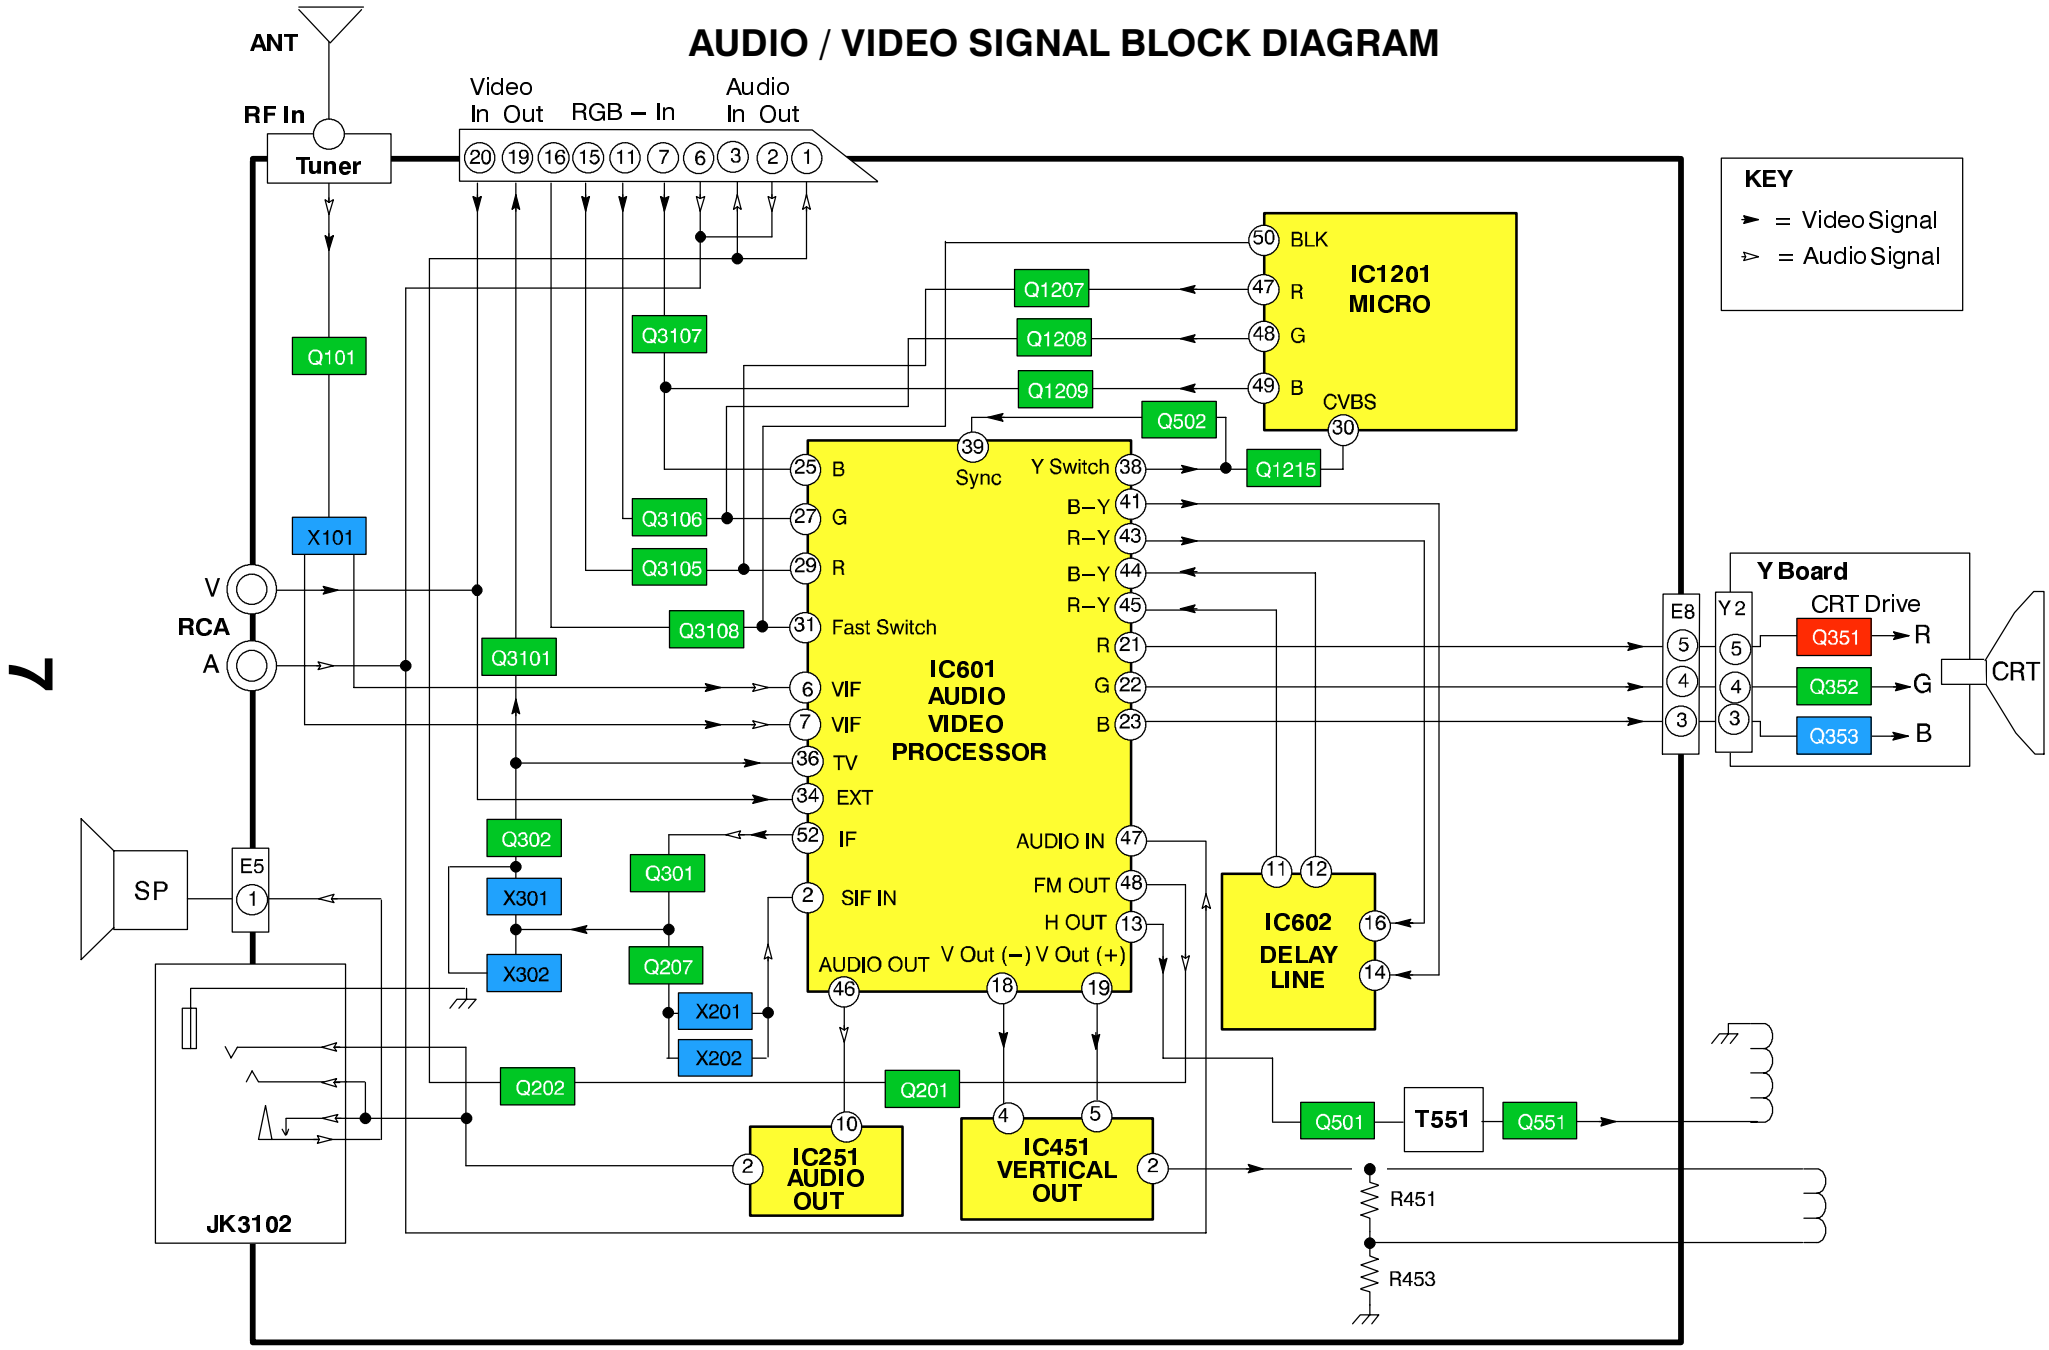 AUDIO / VIDEO SIGNAL BLOCK DIAGRAM
ANT
RF In
Tuner
Video
In Out
RGB – In
Audio
In Out
20 19 16 15 11 7 6 3 2 1
KEY
= Video Signal
= Audio Signal
IC1201
MICRO
50 BLK
47 R
48 G
49 B
CVBS
30
Q1207
Q1208
Q1209
Q3107
Q101
Q502
Q1215
X101
V
RCA
A
Q3106
Q3105
Q3108
Q3101
IC601
AUDIO
VIDEO
PROCESSOR
39
Sync
25 B
27 G
29 R
31 Fast Switch
6 VIF
7 VIF
36 TV
34 EXT
52 IF
2 SIF IN
AUDIO OUT
46
V Out (–)
18
V Out (+)
19
Y Switch 38
B–Y 41
R–Y 43
B–Y 44
R–Y 45
R 21
G 22
B 23
AUDIO IN 47
FM OUT 48
H OUT 13
E8
5
4
3
Y2
5
4
3
Y Board
CRT Drive
Q351 R
Q352 G
Q353 B
CRT
SP
E5
1
Q302
X301
X302
Q301
Q207
X201
X202
11 12
IC602
DELAY
LINE
16
14
Q202
Q201
JK3102
10
2
IC251
AUDIO
OUT
4 5
IC451
VERTICAL
OUT
2
Q501
T551
Q551
R451
R453
7